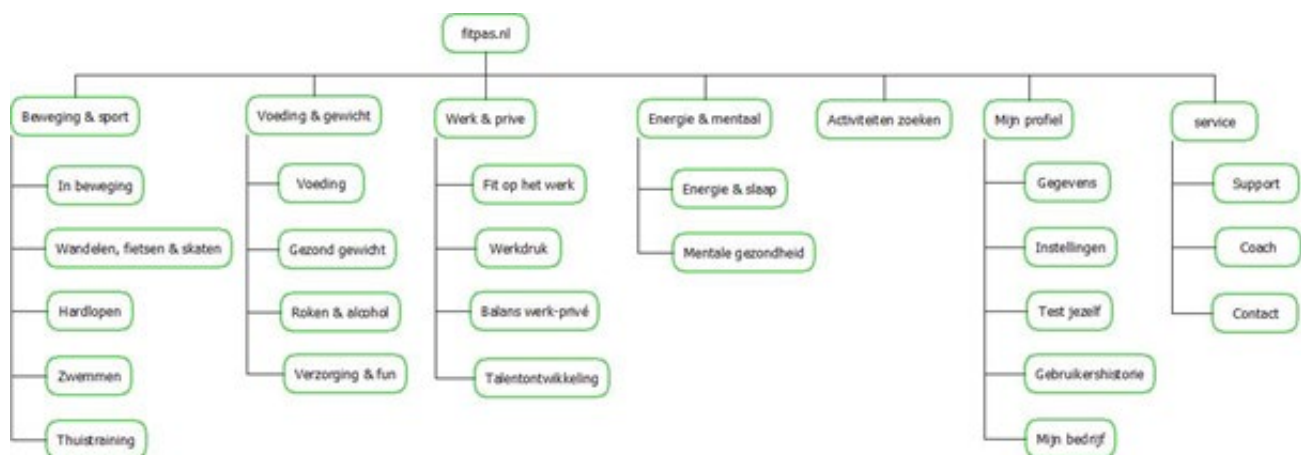 fitpas.nl
Beweging & sport
Voeding & gewicht
Werk & prive
Energie & mentaal
Activiteiten zoeken
Mijn profiel
service
In beweging
Wandelen, fietsen & skaten
Hardlopen
Zwemmen
Thuistraining
Voeding
Gezond gewicht
Roken & alcohol
Verzorging & fun
Fit op het werk
Werkdruk
Balans werk-privé
Talentontwikkeling
Energie & slaap
Mentale gezondheid
Gegevens
Instellingen
Test jezelf
Gebruikershistorie
Mijn bedrijf
Support
Coach
Contact